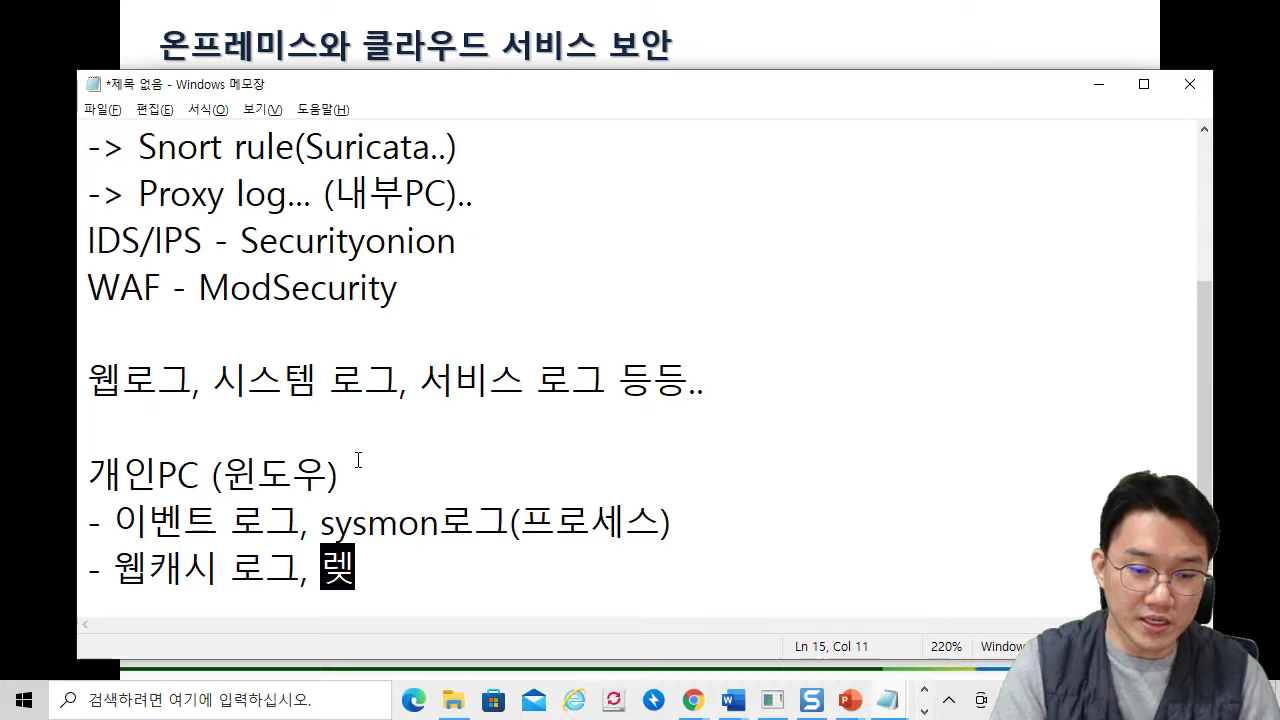 온프레미스와 클라우드 서비스 보안
*제목 없음 - Windows 메모장
파일(F) 편집(E) 서식(O) 보기(V) 도움말(H)
-> Snort rule(Suricata..)
-> Proxy log... (내부PC)..
IDS/IPS - Securityonion
WAF - ModSecurity
웹로그, 시스템 로그, 서비스 로그 등등..
개인PC (윈도우)
- 이벤트 로그, sysmon로그(프로세스)
- 웹캐시 로그, 렟
Ln 15, Col 11 220% Window
검색하려면 여기에 입력하십시오.